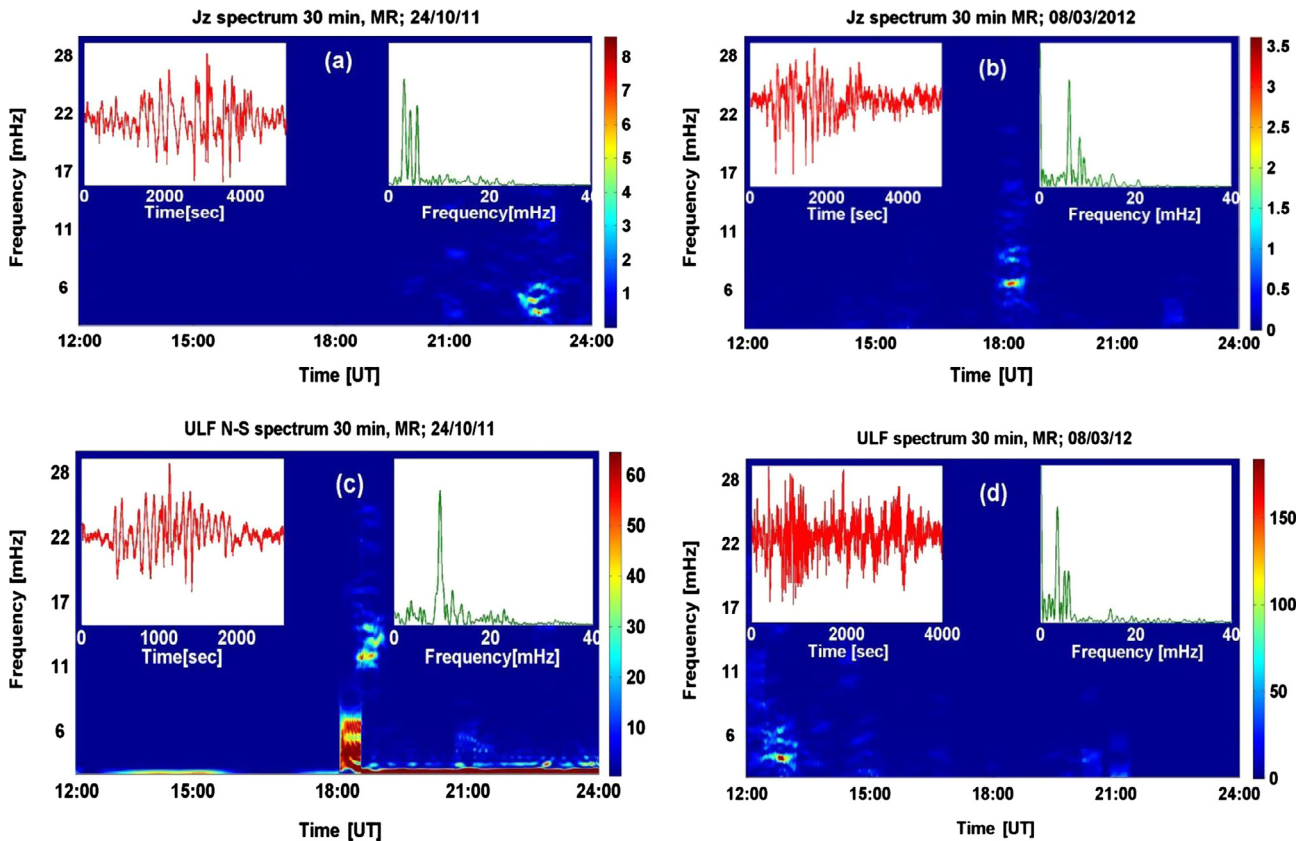 Jz spectrum 30 min, MR; 24/10/11
Frequency [mHz]
28
22
17
11
6
(a)
0 2000 4000
Time[sec]
0 20 40
Frequency[mHz]
8
7
6
5
4
3
2
1
12:00 15:00 18:00 21:00 24:00
Time [UT]
Jz spectrum 30 min MR; 08/03/2012
Frequency [mHz]
28
22
17
11
6
(b)
0 2000 4000
Time [sec]
0 20 40
Frequency [mHz]
3.5
3
2.5
2
1.5
1
0.5
0
12:00 15:00 18:00 21:00 24:00
Time [UT]
ULF N-S spectrum 30 min, MR; 24/10/11
Frequency [mHz]
28
22
17
11
6
(c)
0 1000 2000
Time[sec]
0 20 40
Frequency[mHz]
60
50
40
30
20
10
12:00 15:00 18:00 21:00 24:00
Time [UT]
ULF spectrum 30 min, MR; 08/03/12
Frequency [mHz]
28
22
17
11
6
(d)
0 2000 4000
Time [sec]
0 20 40
Frequency [mHz]
150
100
50
0
12:00 15:00 18:00 21:00 24:00
Time [UT]